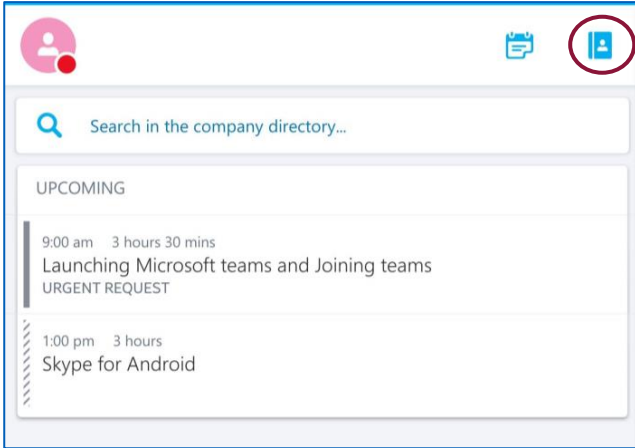 Search in the company directory...
UPCOMING
9:00 am 3 hours 30 mins
Launching Microsoft teams and Joining teams
URGENT REQUEST
1:00 pm 3 hours
Skype for Android